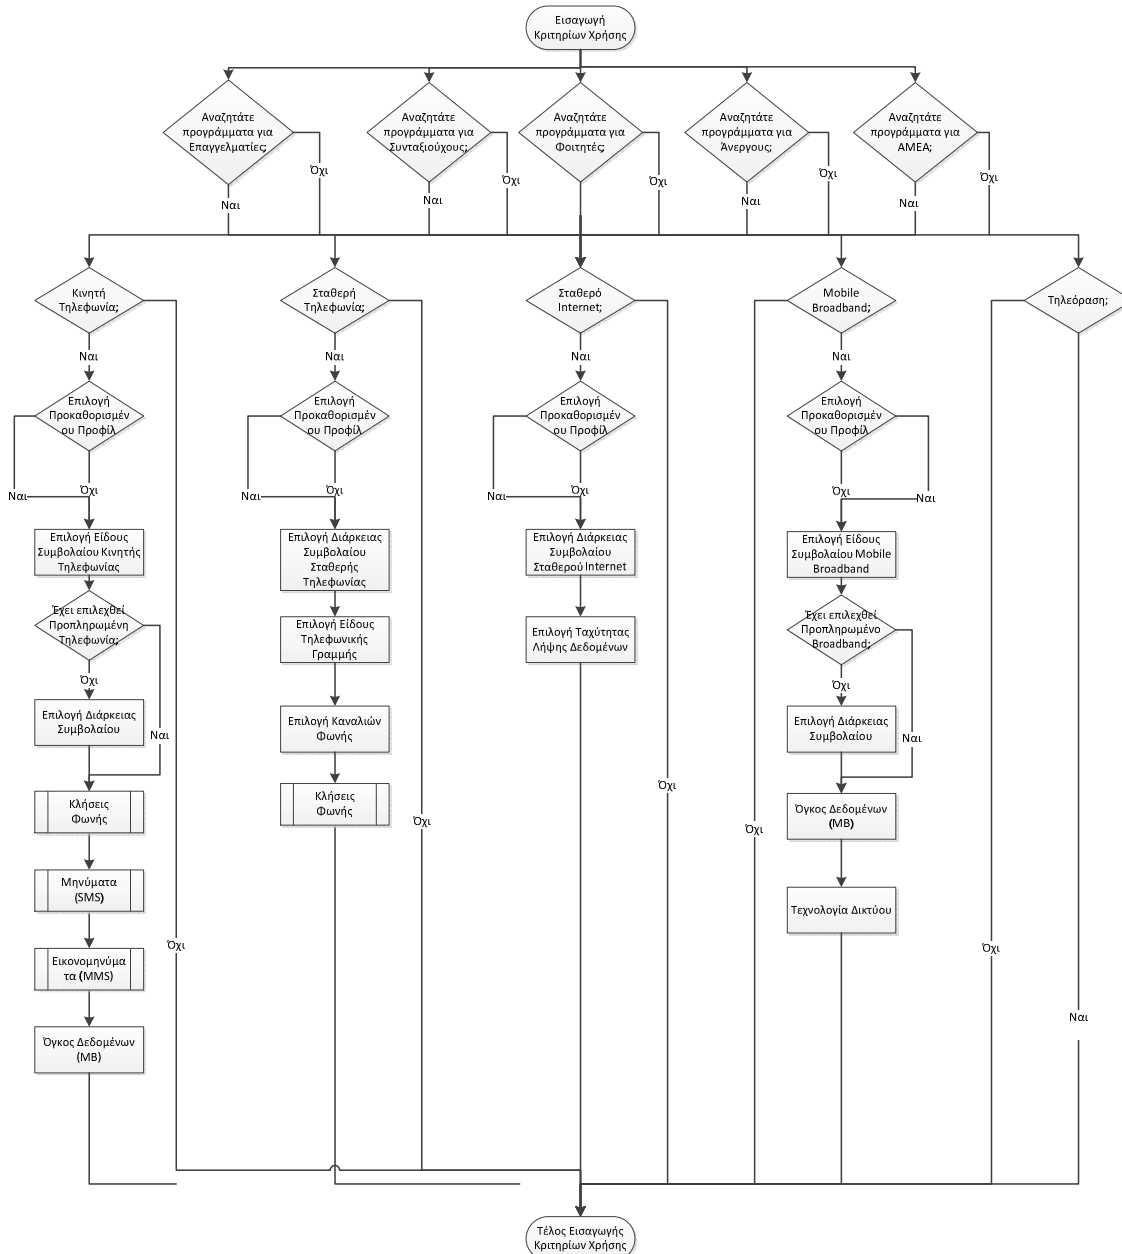 Εισαγωγή
Κριτηρίων Χρήσης
Αναζητάτε
προγράμματα για
Επαγγελματίες;
Αναζητάτε
προγράμματα για
Συνταξιούχους;
Αναζητάτε
προγράμματα για
Φοιτητές;
Αναζητάτε
προγράμματα για
Άνεργους;
Αναζητάτε
προγράμματα για
ΑΜΕΑ;
Όχι
Όχι
Όχι
Όχι
Όχι
Ναι
Ναι
Ναι
Ναι
Κινητή
Τηλεφωνία;
Σταθερή
Τηλεφωνία;
Σταθερό
Internet;
Mobile
Broadband;
Τηλεόραση;
Ναι
Ναι
Ναι
Ναι
Επιλογή
Προκαθορισμέν
ου Προφίλ
Επιλογή
Προκαθορισμέν
ου Προφίλ
Επιλογή
Προκαθορισμέν
ου Προφίλ
Επιλογή
Προκαθορισμέν
ου Προφίλ
Ναι
Όχι
Ναι
Όχι
Ναι
Όχι
Όχι
Ναι
Επιλογή Είδους
Συμβολαίου Κινητής
Τηλεφωνίας
Επιλογή Διάρκειας
Συμβολαίου
Σταθερής
Τηλεφωνίας
Επιλογή Διάρκειας
Συμβολαίου
Σταθερού Internet
Επιλογή Είδους
Συμβολαίου Mobile
Broadband
Έχει επιλεχθεί
Προπληρωμένη
Τηλεφωνία;
Επιλογή Είδους
Τηλεφωνικής
Γραμμής
Επιλογή Ταχύτητας
Λήψης Δεδομένων
Έχει επιλεχθεί
Προπληρωμένο
Broadband;
Όχι
Όχι
Επιλογή Διάρκειας
Συμβολαίου
Ναι
Επιλογή Καναλιών
Φωνής
Επιλογή Διάρκειας
Συμβολαίου
Ναι
Κλήσεις
Φωνής
Κλήσεις
Φωνής
Όχι
Όχι
Όχι
Όγκος Δεδομένων
(MB)
Μηνύματα
(SMS)
Τεχνολογία Δικτύου
Όχι
Όχι
Εικονομηνύμα
τα (MMS)
Ναι
Όγκος Δεδομένων
(MB)
Τέλος Εισαγωγής
Κριτηρίων Χρήσης